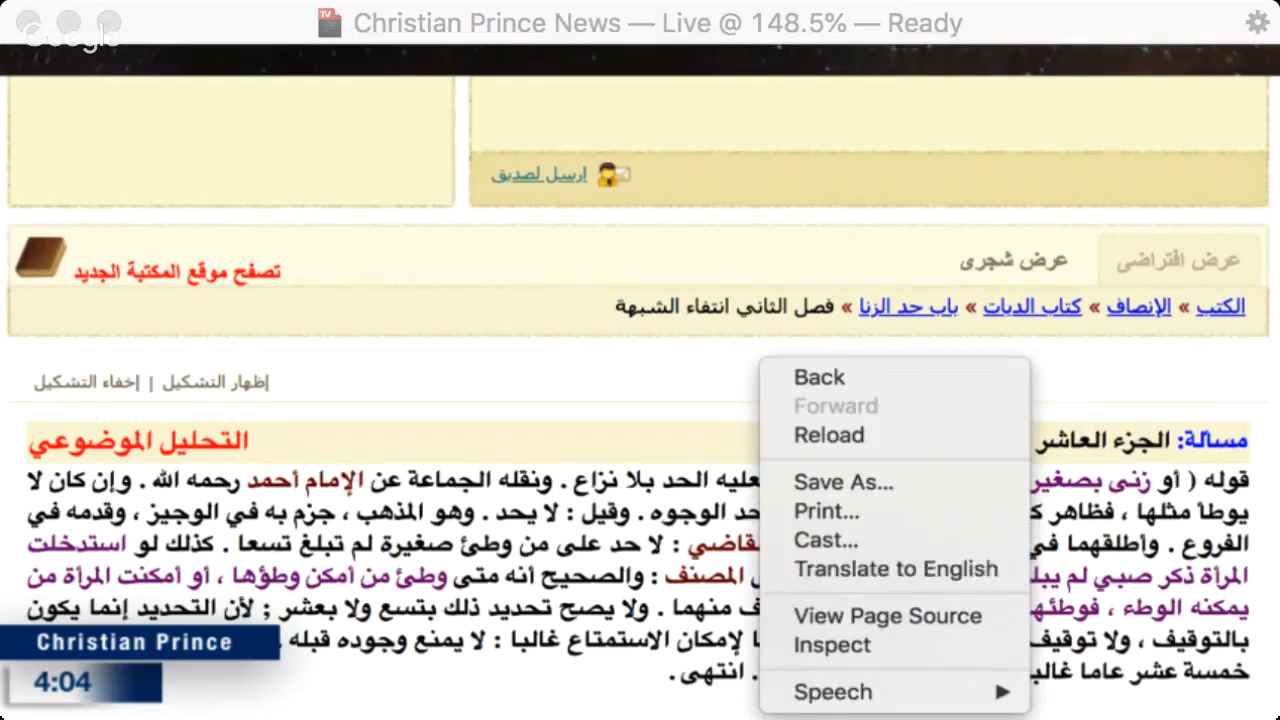 Christian Prince News — Live @ 148.5% — Ready
Google
ارسل لصديق
عرض افتراضى
عرض شجرى
تصفح موقع المكتبة الجديد
الكتب » الإنصاف » كتاب الديات » باب حد الزنا » فصل الثاني انتفاء الشبهة
إظهار التشكيل | إخفاء التشكيل
مسألة: الجزء العاشر
التحليل الموضوعي
قوله ( أو زنى بصغير عليه الحد بلا نزاع . ونقله الجماعة عن الإمام أحمد رحمه الله . وإن كان لا
يوطأ مثلها ، فظاهر حد الوجوه . وقيل : لا يحد . وهو المذهب ، جزم به في الوجيز ، وقدمه في
الفروع . وأطلقهما في : لا حد على من وطئ صغيرة لم تبلغ تسعا . كذلك لو استدخلت
المرأة ذكر صبي لم المصنف : والصحيح أنه متى وطئ من أمكن وطؤها ، أو أمكنت المرأة من
يمكنه الوطء ، فوطئها منهما . ولا يصح تحديد ذلك بتسع ولا بعشر ; لأن التحديد إنما يكون
بالتوقيف ، ولا توقيف لإمكان الاستمتاع غالبا : لا يمنع وجوده قبله
خمسة عشر عاما . انتهى .
Back
Forward
Reload
Save As...
Print...
Cast...
Translate to English
View Page Source
Inspect
Speech
Christian Prince
4:04